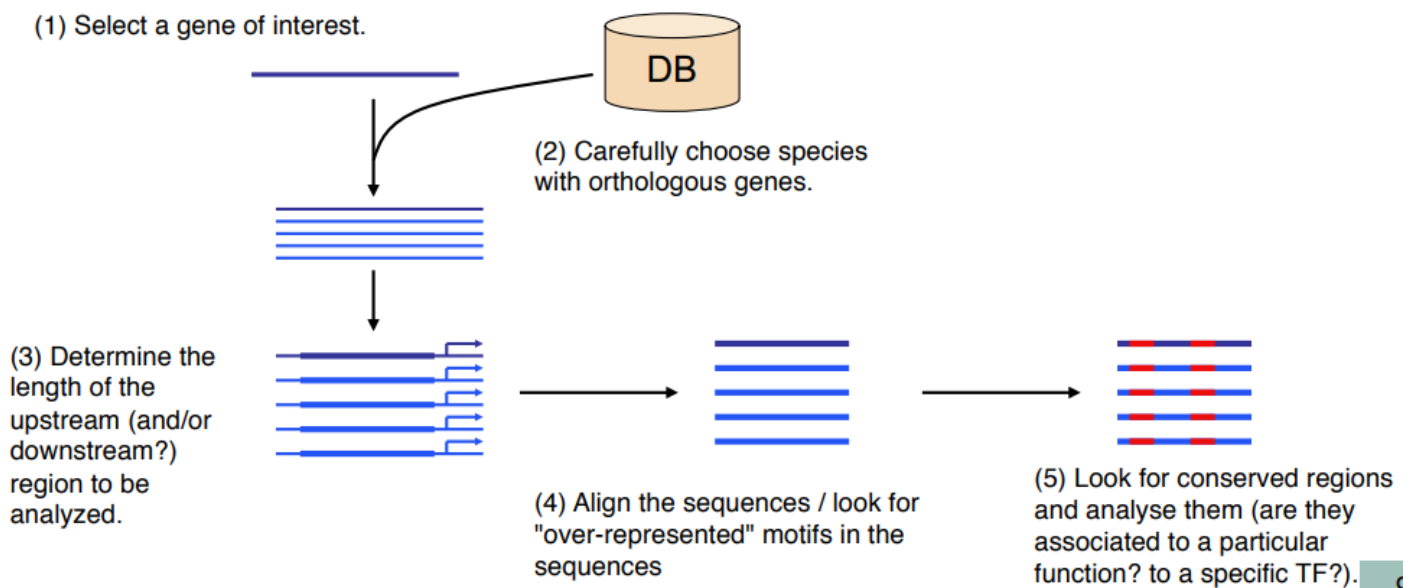 (1) Select a gene of interest.
DB
(2) Carefully choose species
with orthologous genes.
(3) Determine the
length of the
upstream (and/or
downstream?)
region to be
analyzed.
(4) Align the sequences / look for
"over-represented" motifs in the
sequences
(5) Look for conserved regions
and analyse them (are they
associated to a particular
function? to a specific TF?).